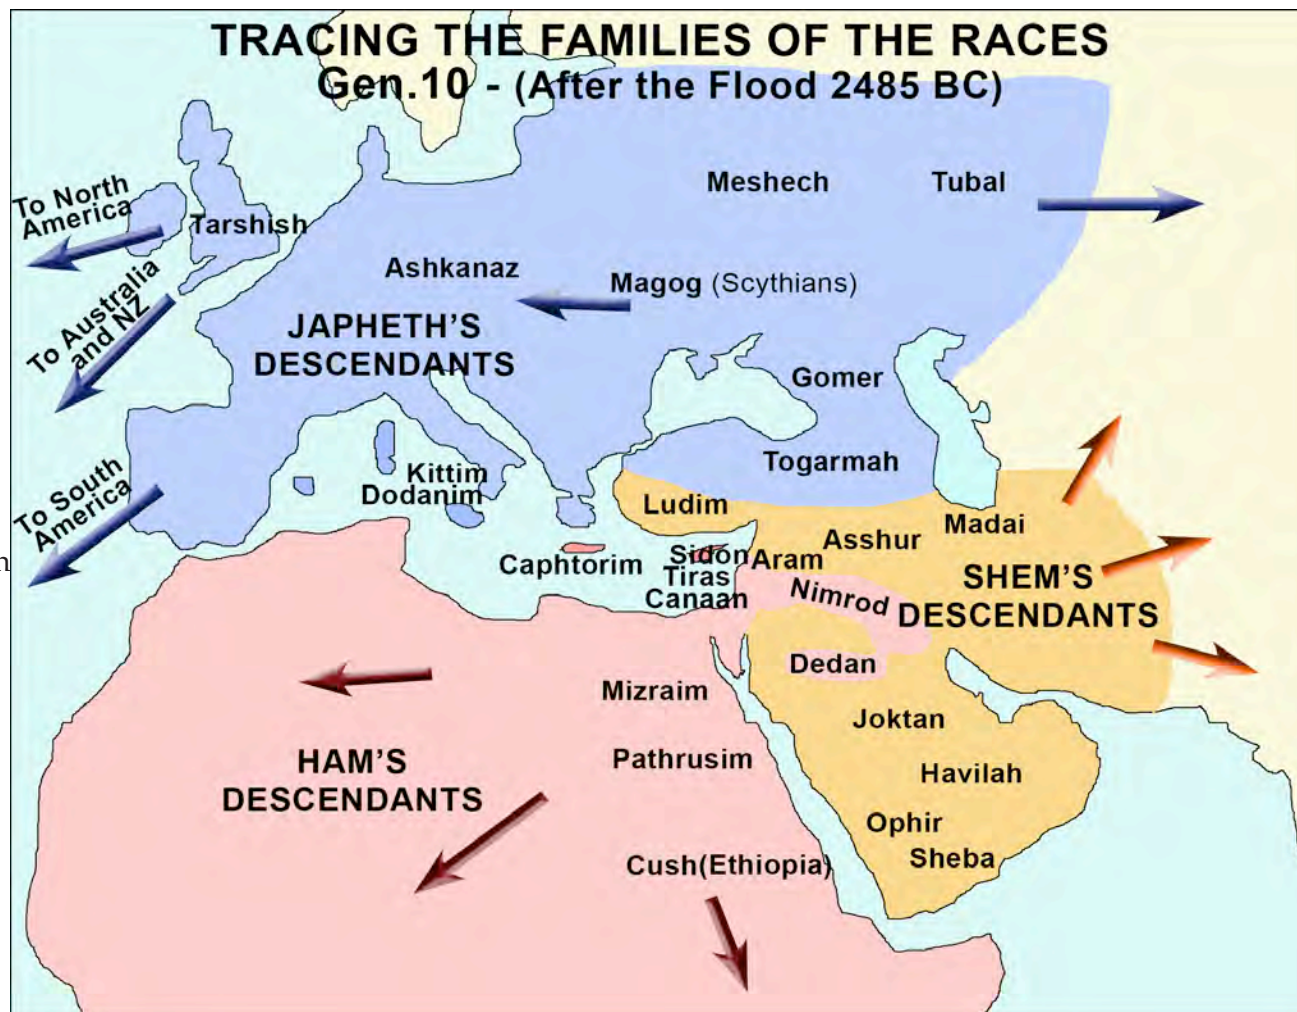 TRACING THE FAMILIES OF THE RACES
Gen.10 - (After the Flood 2485 BC)
To North
America
Tarshish
Meshech
Tubal
To Australia
and NZ
Ashkanaz
Magog (Scythians)
JAPHETH'S
DESCENDANTS
Gomer
To South
America
Kittim
Dodanim
Togarmah
Ludim
Madai
Asshur
Caphtorim
Sidon
Aram
Tiras
Canaan
Nimrod
SHEM'S
DESCENDANTS
Dedan
Mizraim
Joktan
HAM'S
DESCENDANTS
Pathrusim
Havilah
Ophir
Sheba
Cush(Ethiopia)